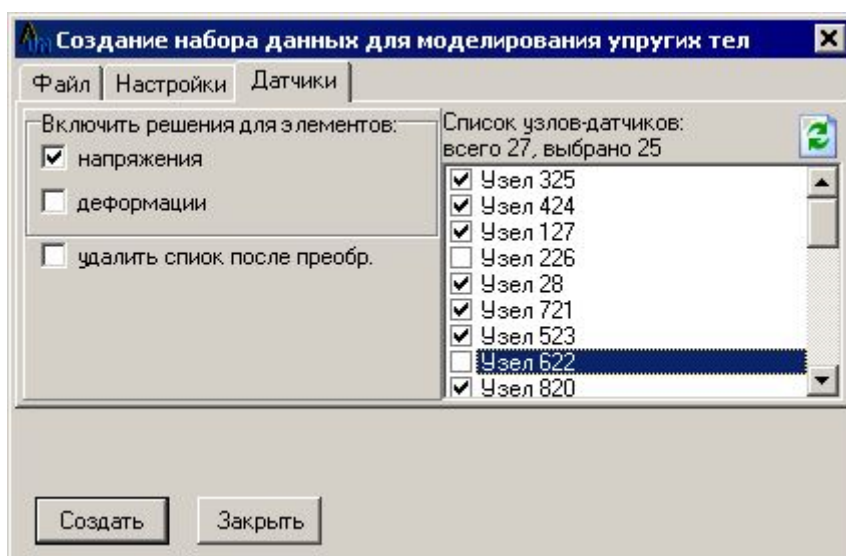 Создание набора данных для моделирования упругих тел
Файл Настройки Датчики
Включить решения для элементов:
напряжения
деформации
удалить спиок после преобр.
Список узлов-датчиков:
всего 27, выбрано 25
Узел 325
Узел 424
Узел 127
Узел 226
Узел 28
Узел 721
Узел 523
Узел 622
Узел 820
Создать Закрыть